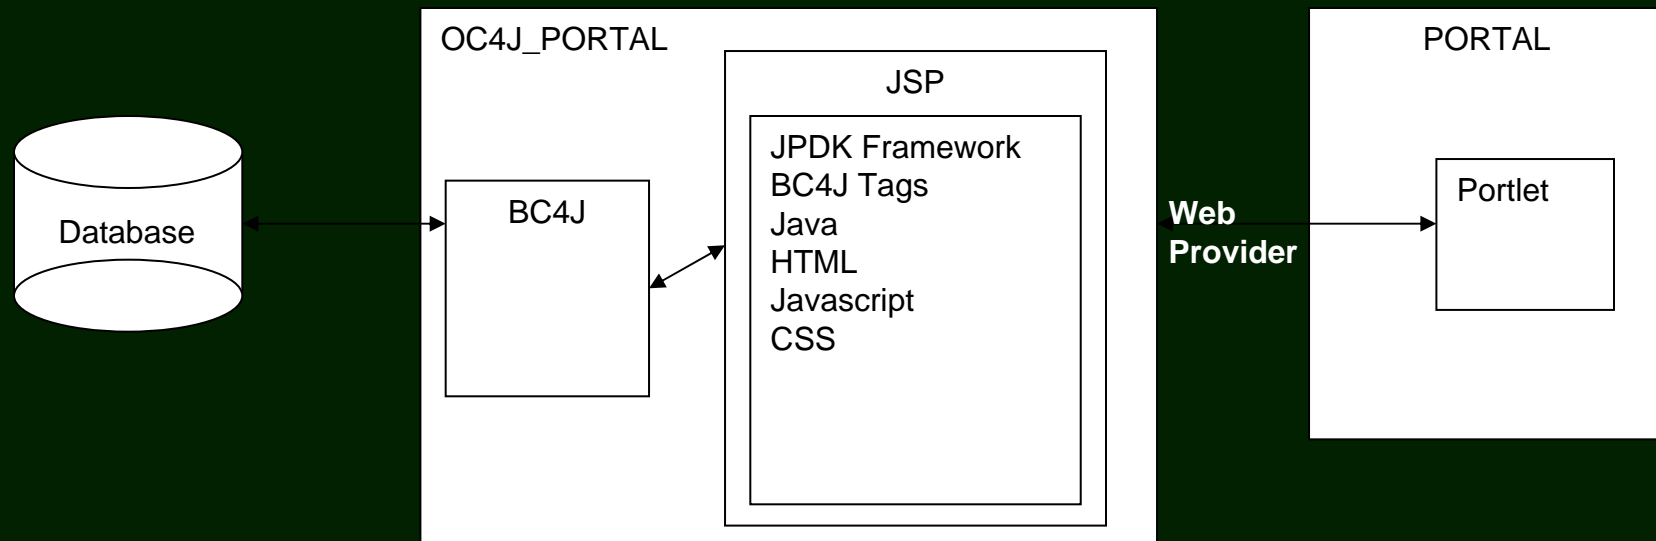 OC4J_PORTAL
PORTAL
JSP
JPDK Framework
BC4J Tags
Java
HTML
Javascript
CSS
BC4J
Database
Web
Provider
Portlet